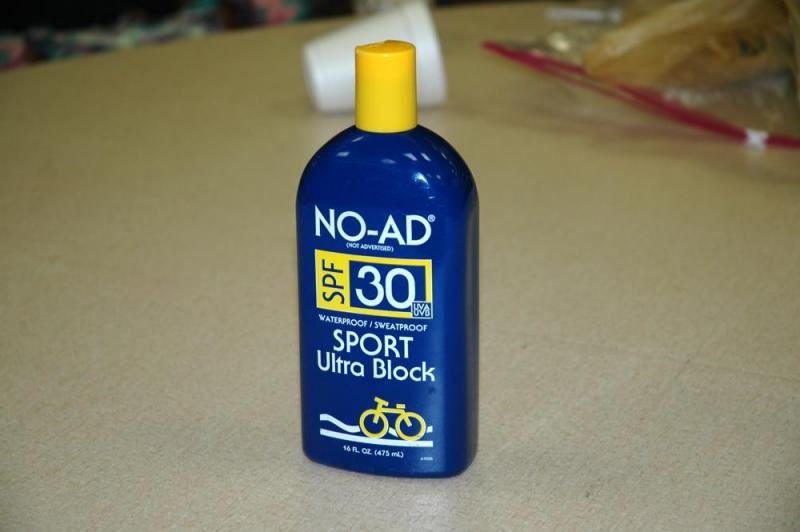 NO-AD®
(NOT ADVERTISED)
SPF 30
UVA
UVB
WATERPROOF / SWEATPROOF
SPORT
Ultra Block
16 FL. OZ. (475 mL)